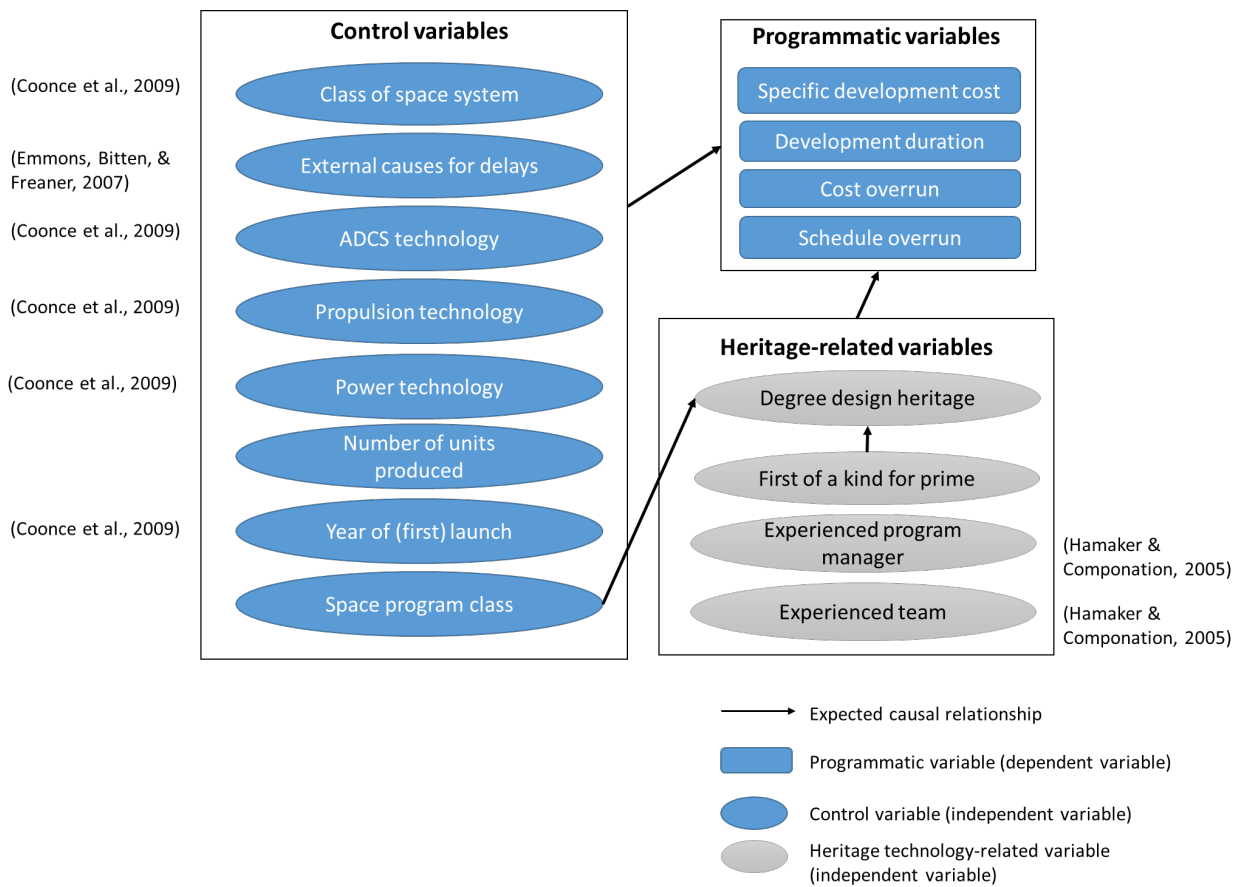 Control variables
(Coonce et al., 2009)
Class of space system
(Emmons, Bitten, &
Freaner, 2007)
External causes for delays
(Coonce et al., 2009)
ADCS technology
(Coonce et al., 2009)
Propulsion technology
(Coonce et al., 2009)
Power technology
Number of units
produced
(Coonce et al., 2009)
Year of (first) launch
Space program class
Programmatic variables
Specific development cost
Development duration
Cost overrun
Schedule overrun
Heritage-related variables
Degree design heritage
First of a kind for prime
Experienced program
manager
(Hamaker &
Componation, 2005)
Experienced team
(Hamaker &
Componation, 2005)
Expected causal relationship
Programmatic variable (dependent variable)
Control variable (independent variable)
Heritage technology-related variable
(independent variable)